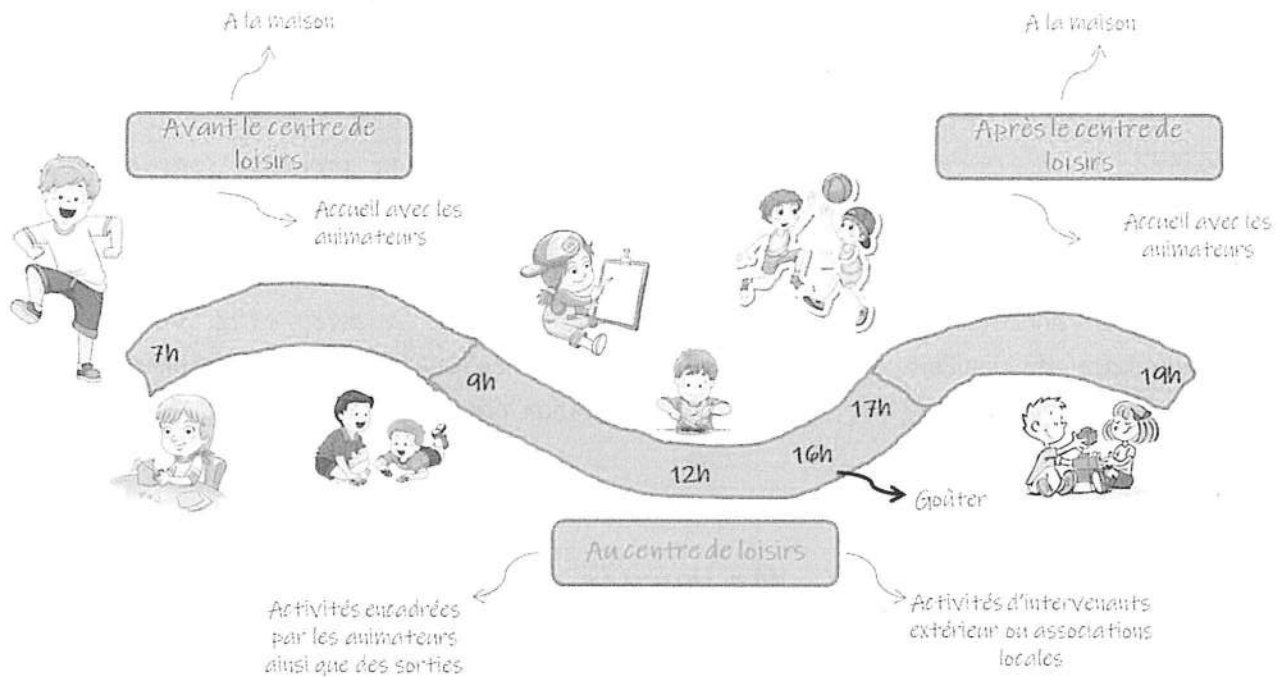 A la maison
Avant le centre de
loisirs
Accueil avec les
animateurs
A la maison
Après le centre de
loisirs
Accueil avec les
animateurs
7h
9h
12h
16h
17h
19h
Goûter
Au centre de loisirs
Activités encadrées
par les animateurs
ainsi que des sorties
Activités d'intervenants
extérieur ou associations
locales